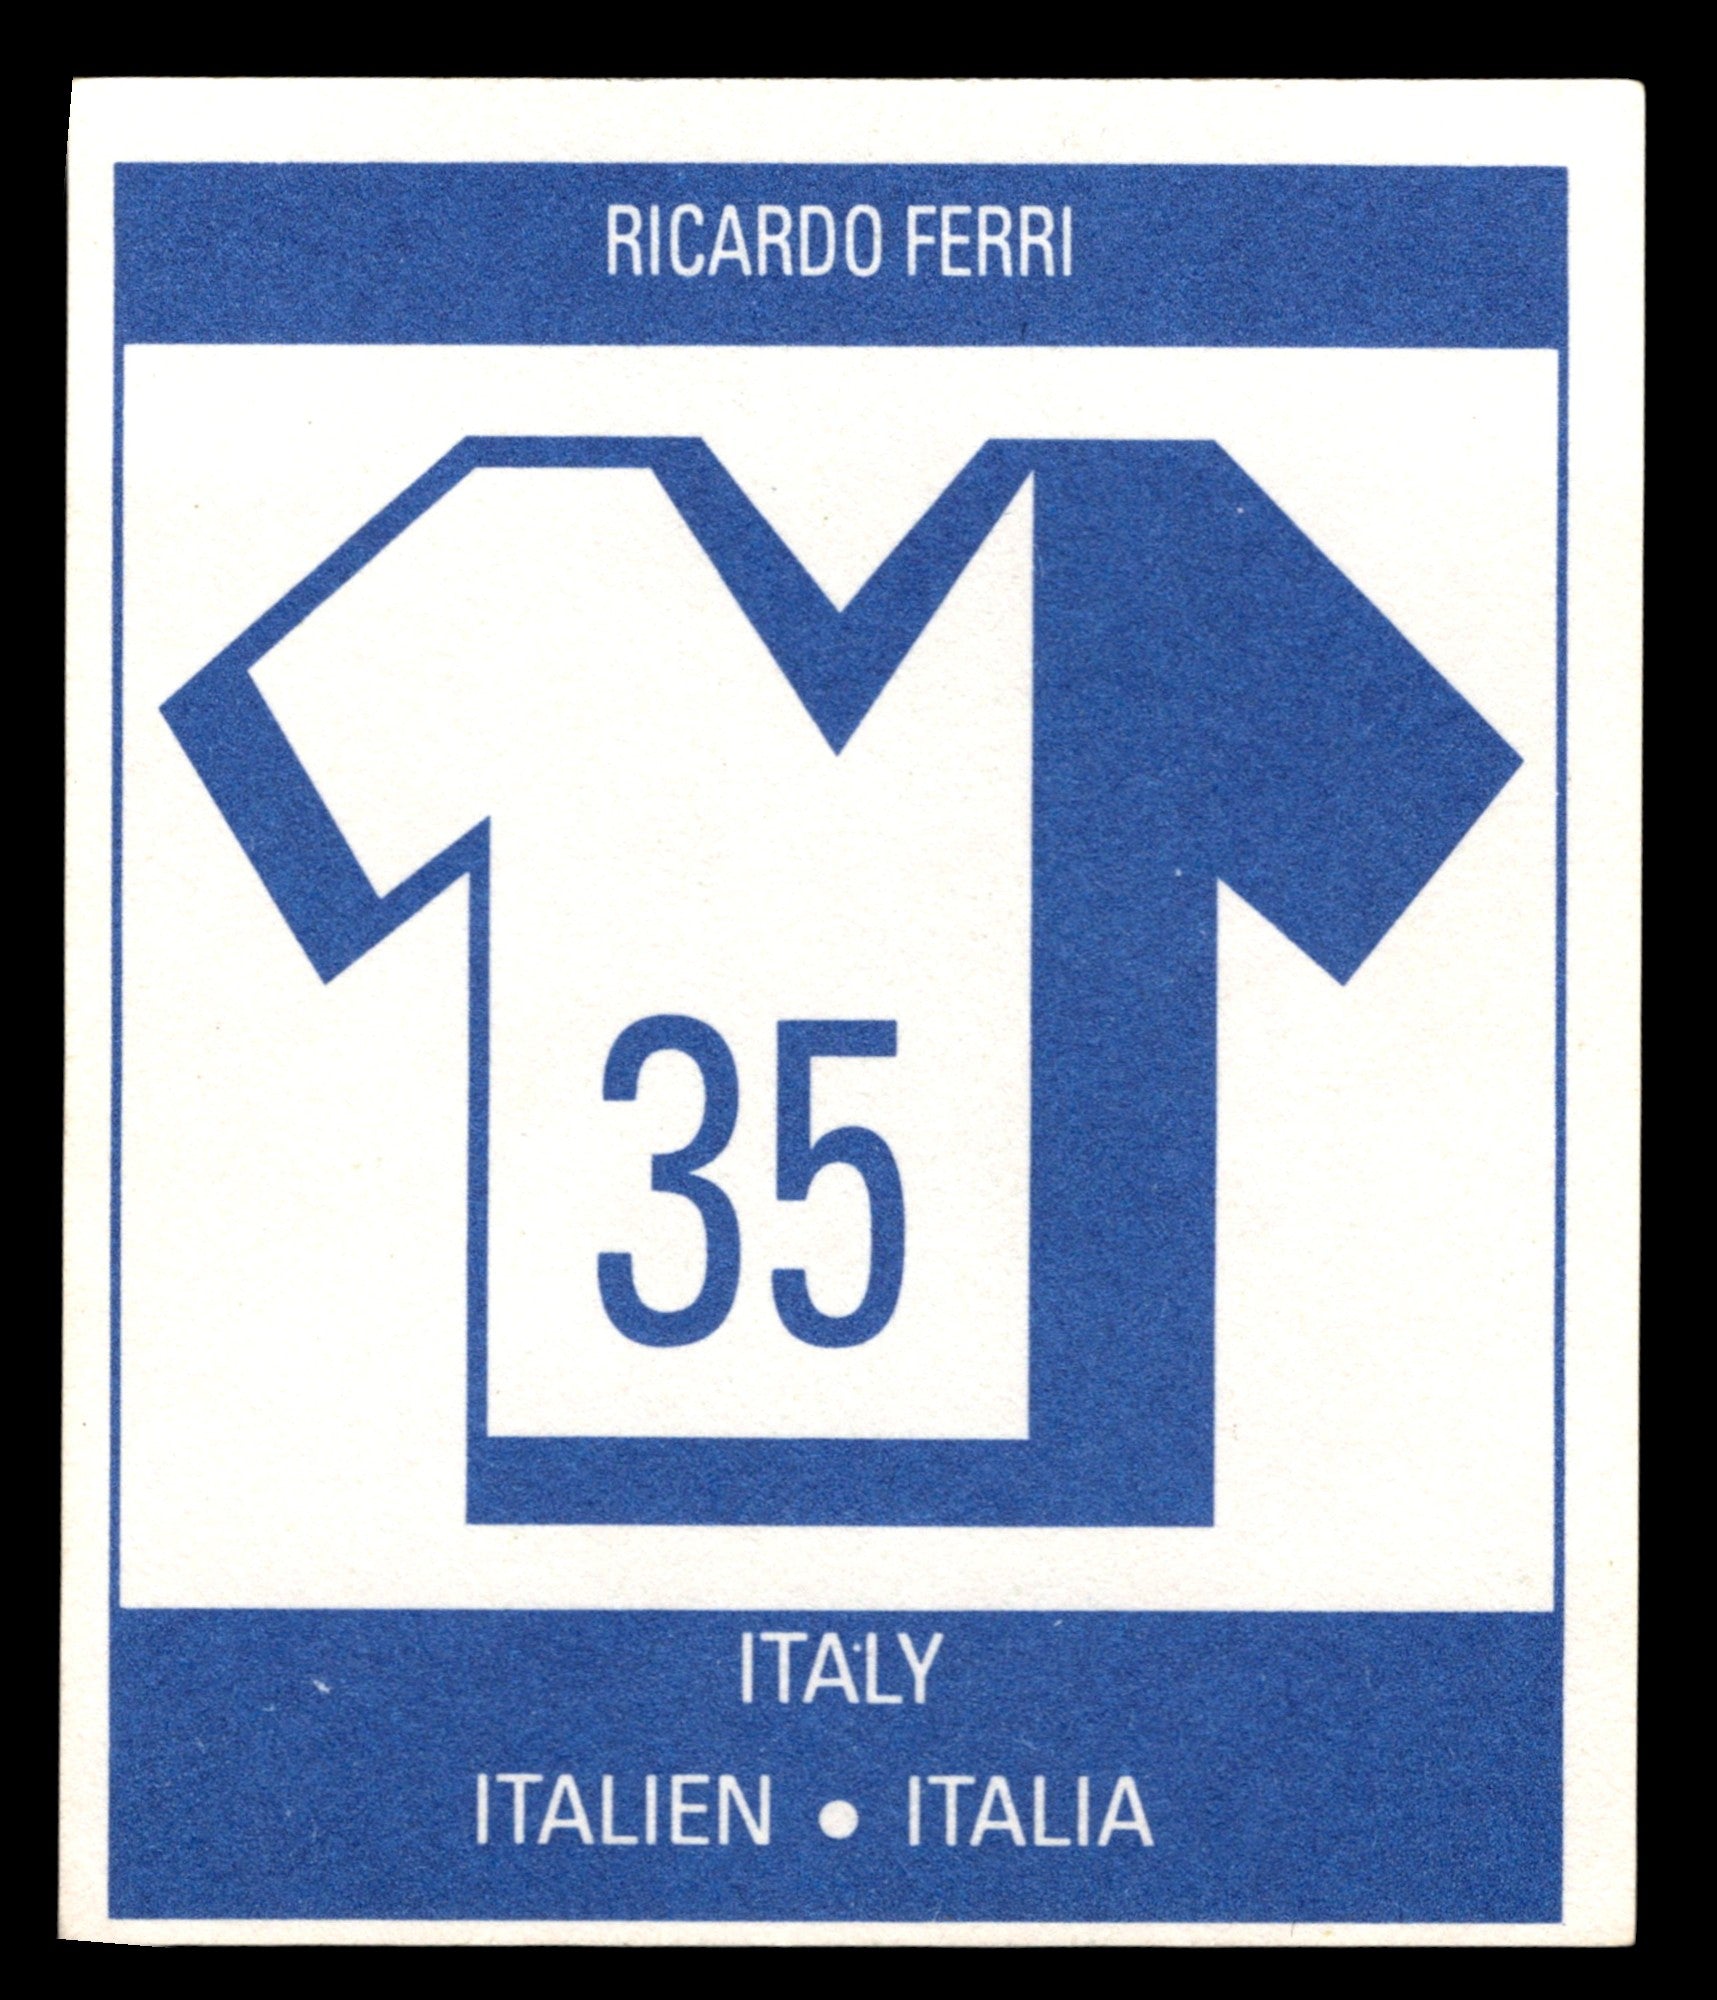 RICARDO FERRI
35
ITALY
ITALIEN • ITALIA